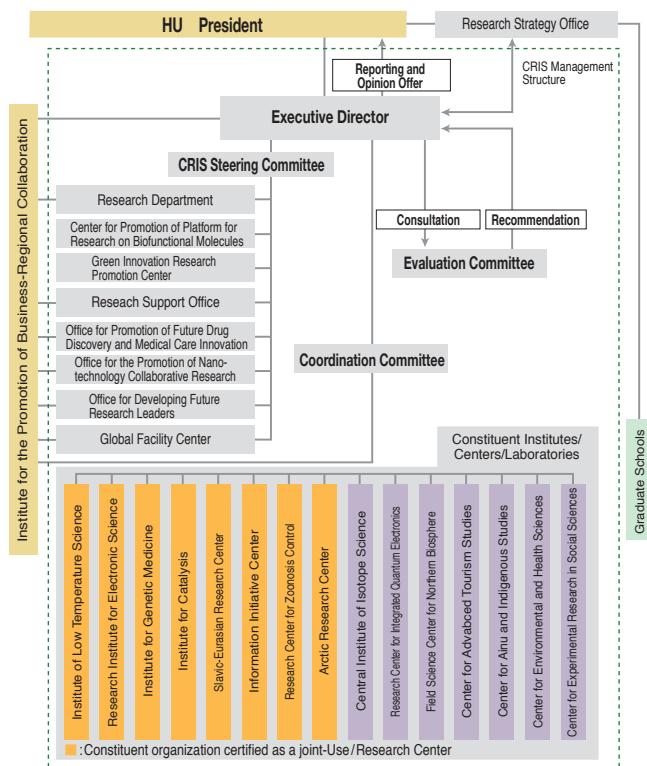 HU President
Research Strategy Office
Reporting and
Opinion Offer
CRIS Management
Structure
Executive Director
CRIS Steering Committee
Institute for the Promotion of Business-Regional Collaboration
Research Department
Center for Promotion of Platform for
Research on Biofunctional Molecules
Green Innovation Research
Promotion Center
Reseach Support Office
Office for Promotion of Future Drug
Discovery and Medical Care Innovation
Office for the Promotion of Nano-
technology Collaborative Research
Office for Developing Future
Research Leaders
Global Facility Center
Consultation
Recommendation
Evaluation Committee
Coordination Committee
Graduate Schools
Constituent Institutes/
Centers/Laboratories
Institute of Low Temperature Science
Research Institute for Electronic Science
Institute for Genetic Medicine
Institute for Catalysis
Slavic-Eurasian Research Center
Information Initiative Center
Research Center for Zoonosis Control
Arctic Research Center
Central Institute of Isotope Science
Research Center for Integrated Quantum Electronics
Field Science Center for Northern Biosphere
Center for Advabced Tourism Studies
Center for Ainu and Indigenous Studies
Center for Environmental and Health Sciences
Center for Experimental Research in Social Sciences
:Constituent organization certified as a joint-Use/Research Center